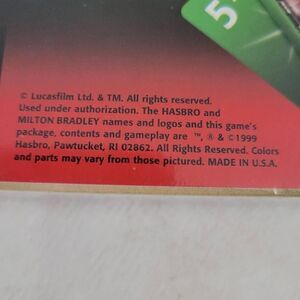 5
© Lucasfilm Ltd. & TM. All rights reserved.
Used under authorization. The HASBRO and
MILTON BRADLEY names and logos and this game's
package, contents and gameplay are ™, ® & ©1999
Hasbro, Pawtucket, RI 02862. All Rights Reserved. Colors
and parts may vary from those pictured. MADE IN U.S.A.